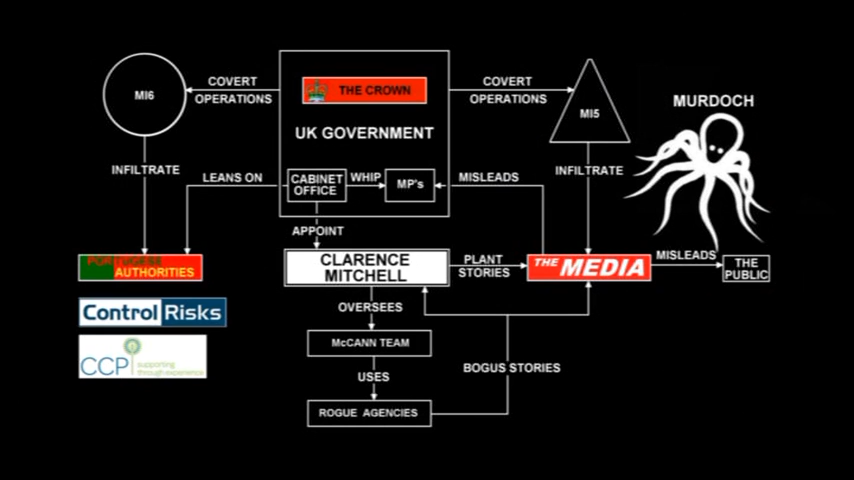 COVERT
OPERATIONS
THE CROWN
COVERT
OPERATIONS
MURDOCH
MI6
MI5
UK GOVERNMENT
INFILTRATE
INFILTRATE
LEANS ON
CABINET
OFFICE
WHIP
MP's
MISLEADS
APPOINT
PORTUGESE
AUTHORITIES
CLARENCE
MITCHELL
PLANT
STORIES
THE MEDIA
MISLEADS
THE
PUBLIC
Control Risks
OVERSEES
McCANN TEAM
CCP
supporting
through experience
USES
BOGUS STORIES
ROGUE AGENCIES